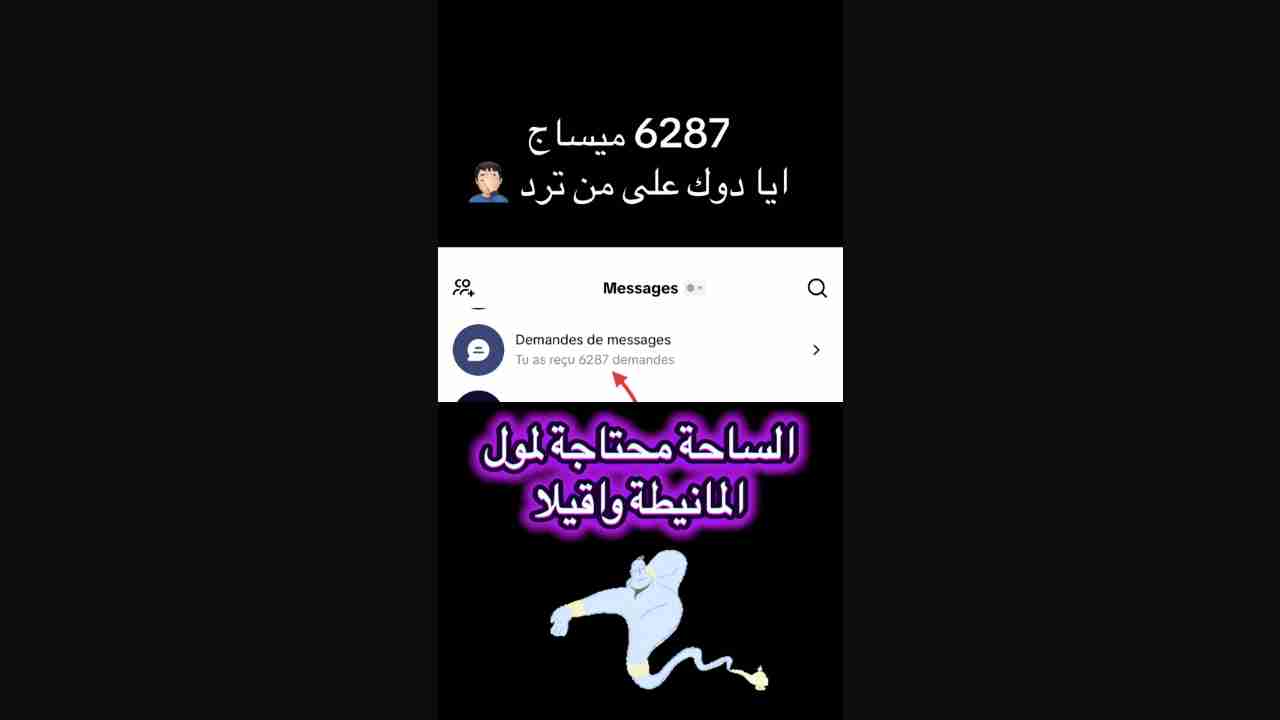 6287 ميساج
ايا دوك على من ترد 🤦🏻‍♂️
Messages
Demandes de messages
Tu as reçu 6287 demandes
الساحة محتاجة لمول
المانيطة واقيلا